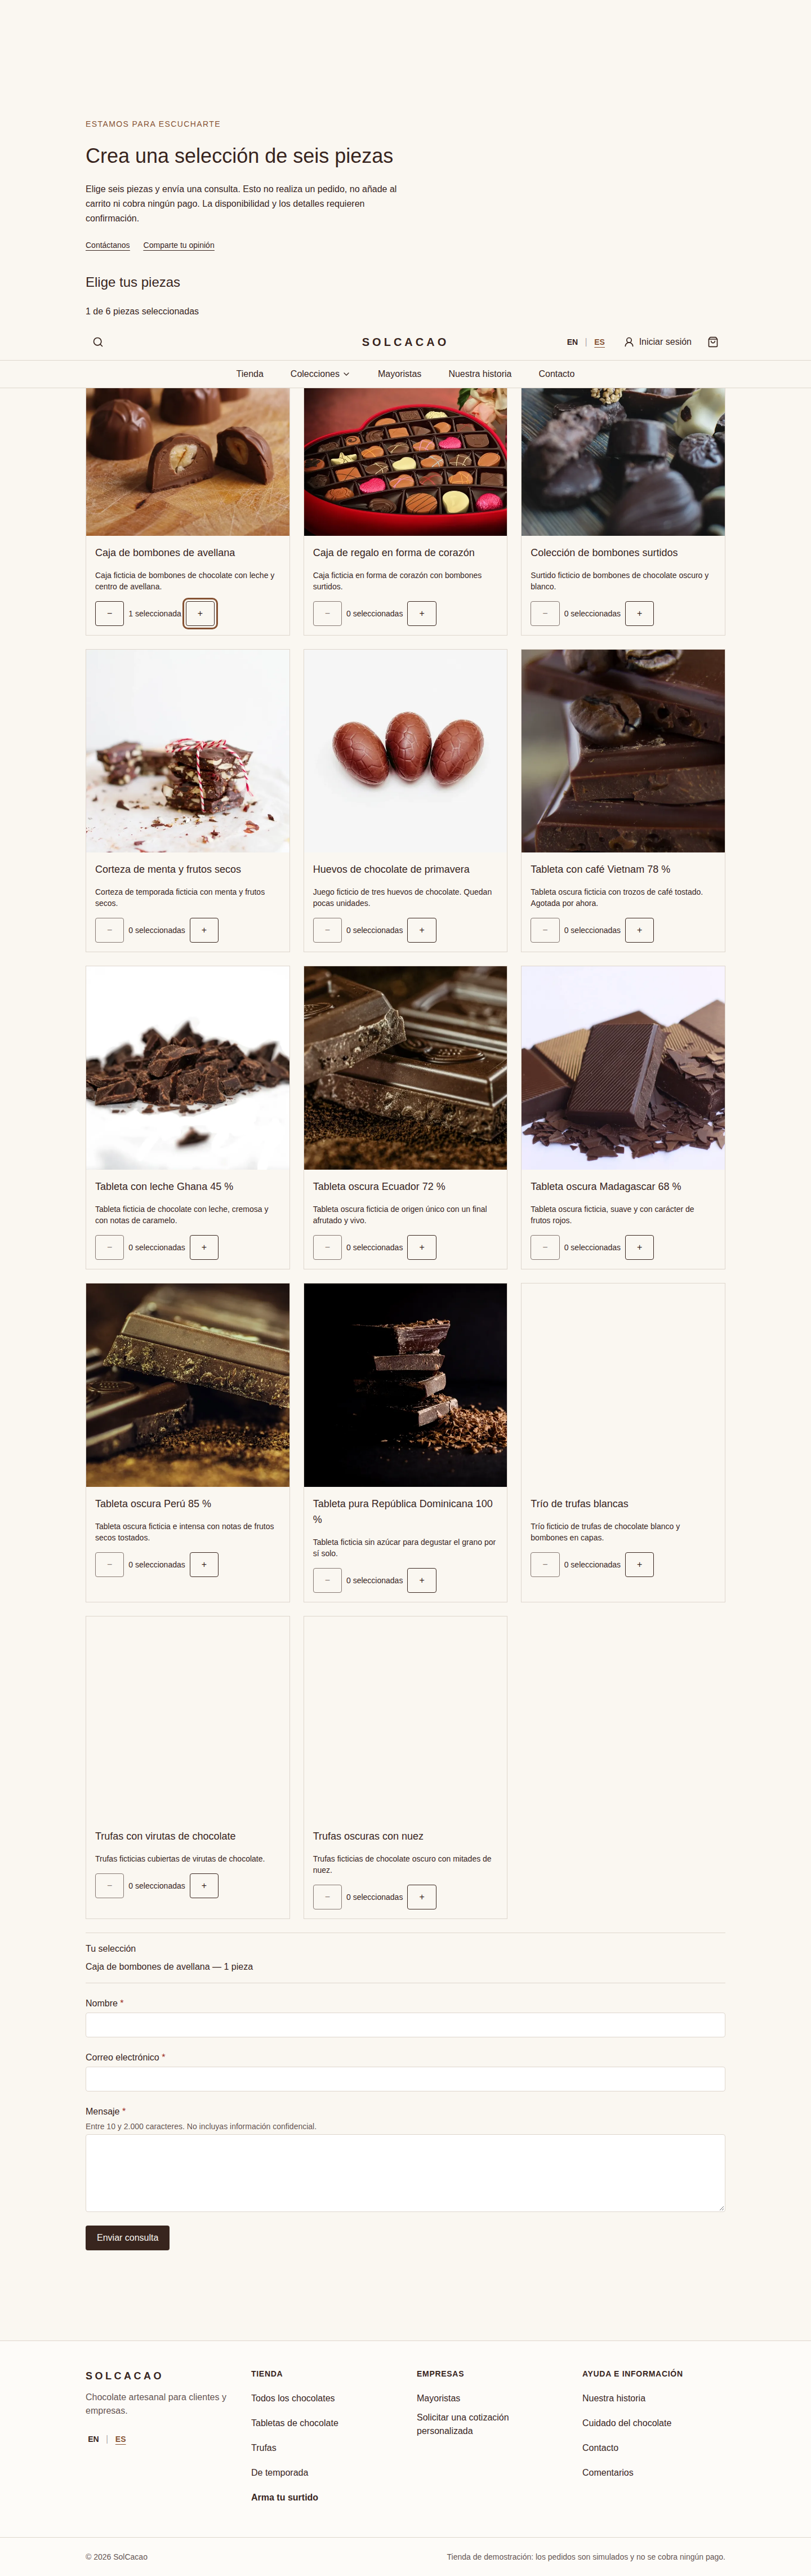 ESTAMOS PARA ESCUCHARTE
Crea una selección de seis piezas
Elige seis piezas y envía una consulta. Esto no realiza un pedido, no añade al
carrito ni cobra ningún pago. La disponibilidad y los detalles requieren
confirmación.
Contáctanos
Comparte tu opinión
Elige tus piezas
1 de 6 piezas seleccionadas
SOLCACAO
EN | ES
Iniciar sesión
Tienda
Colecciones
Mayoristas
Nuestra historia
Contacto
Caja de bombones de avellana
Caja ficticia de bombones de chocolate con leche y
centro de avellana.
− 1 seleccionada +
Caja de regalo en forma de corazón
Caja ficticia en forma de corazón con bombones
surtidos.
− 0 seleccionadas +
Colección de bombones surtidos
Surtido ficticio de bombones de chocolate oscuro y
blanco.
− 0 seleccionadas +
Corteza de menta y frutos secos
Corteza de temporada ficticia con menta y frutos
secos.
− 0 seleccionadas +
Huevos de chocolate de primavera
Juego ficticio de tres huevos de chocolate. Quedan
pocas unidades.
− 0 seleccionadas +
Tableta con café Vietnam 78 %
Tableta oscura ficticia con trozos de café tostado.
Agotada por ahora.
− 0 seleccionadas +
Tableta con leche Ghana 45 %
Tableta ficticia de chocolate con leche, cremosa y
con notas de caramelo.
− 0 seleccionadas +
Tableta oscura Ecuador 72 %
Tableta oscura ficticia de origen único con un final
afrutado y vivo.
− 0 seleccionadas +
Tableta oscura Madagascar 68 %
Tableta oscura ficticia, suave y con carácter de
frutos rojos.
− 0 seleccionadas +
Tableta oscura Perú 85 %
Tableta oscura ficticia e intensa con notas de frutos
secos tostados.
− 0 seleccionadas +
Tableta pura República Dominicana 100
%
Tableta ficticia sin azúcar para degustar el grano por
sí solo.
− 0 seleccionadas +
Trío de trufas blancas
Trío ficticio de trufas de chocolate blanco y
bombones en capas.
− 0 seleccionadas +
Trufas con virutas de chocolate
Trufas ficticias cubiertas de virutas de chocolate.
− 0 seleccionadas +
Trufas oscuras con nuez
Trufas ficticias de chocolate oscuro con mitades de
nuez.
− 0 seleccionadas +
Tu selección
Caja de bombones de avellana — 1 pieza
Nombre *
Correo electrónico *
Mensaje *
Entre 10 y 2.000 caracteres. No incluyas información confidencial.
Enviar consulta
SOLCACAO
Chocolate artesanal para clientes y
empresas.
EN | ES
TIENDA
Todos los chocolates
Tabletas de chocolate
Trufas
De temporada
Arma tu surtido
EMPRESAS
Mayoristas
Solicitar una cotización
personalizada
AYUDA E INFORMACIÓN
Nuestra historia
Cuidado del chocolate
Contacto
Comentarios
© 2026 SolCacao
Tienda de demostración: los pedidos son simulados y no se cobra ningún pago.